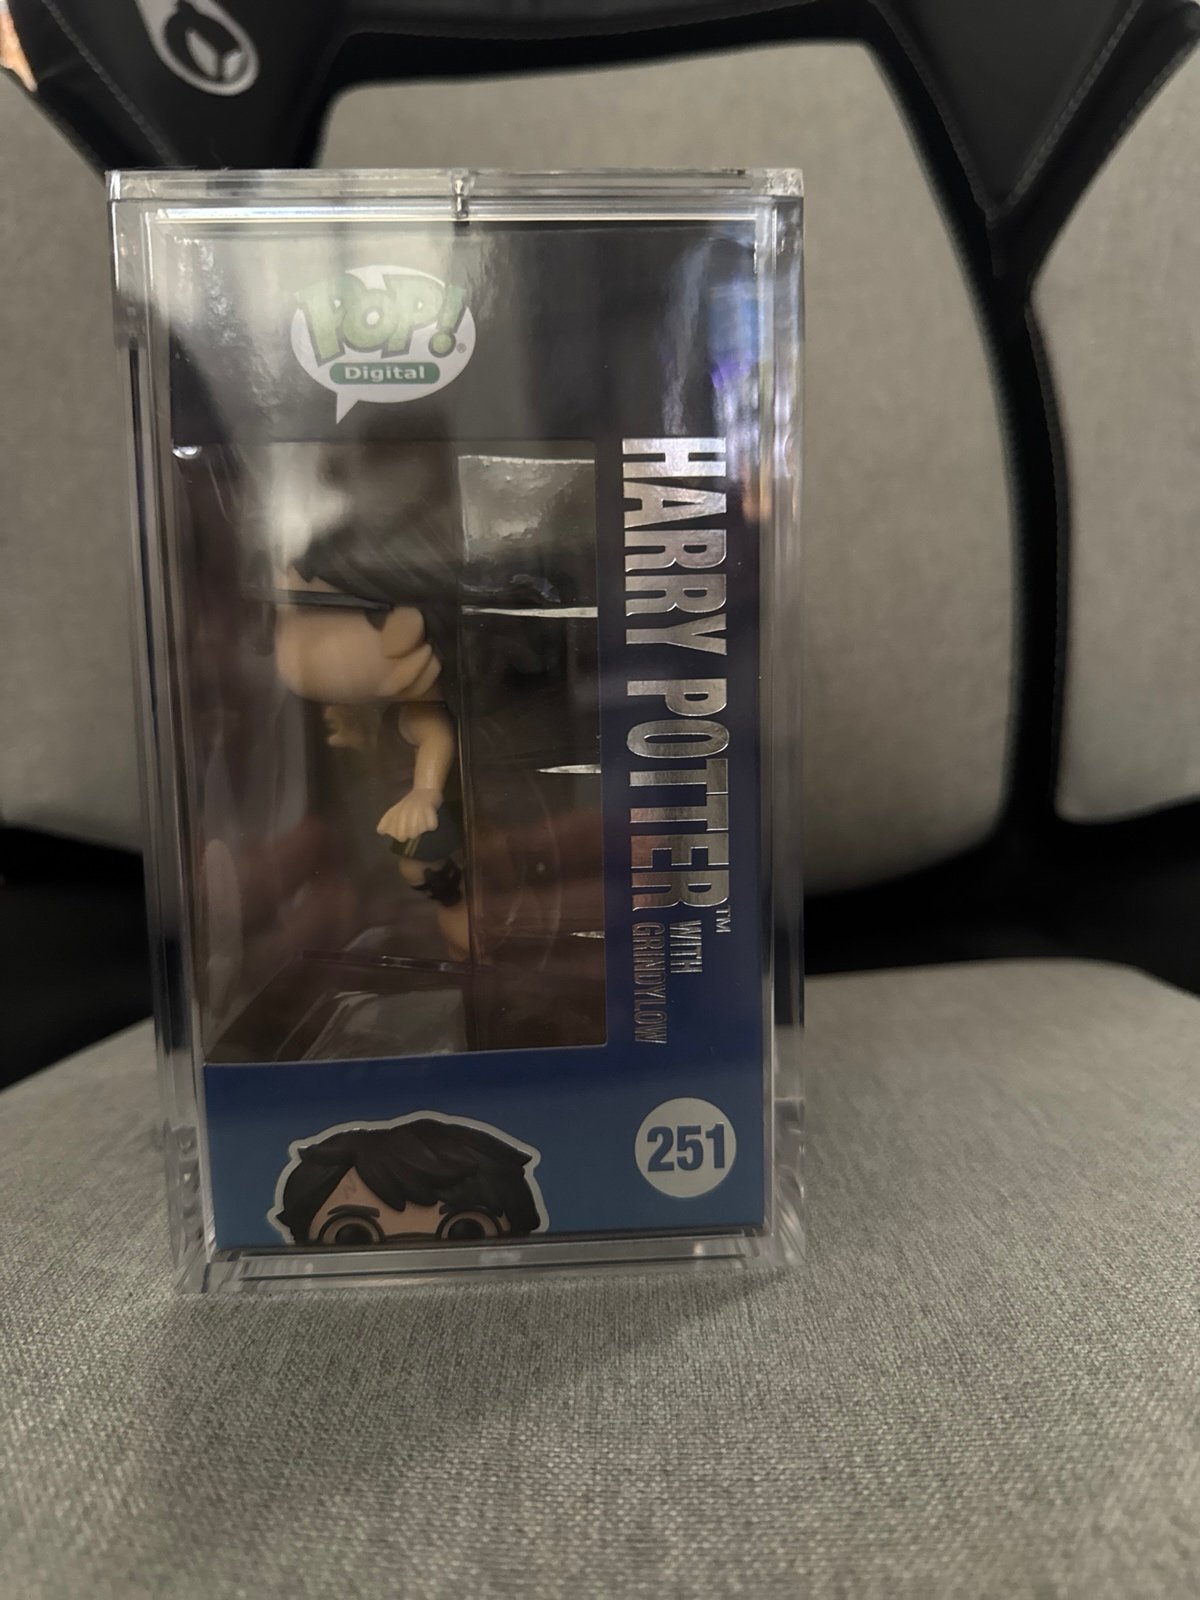 POP!®
Digital
HARRY POTTER™
WITH
GRINDYLOW
251